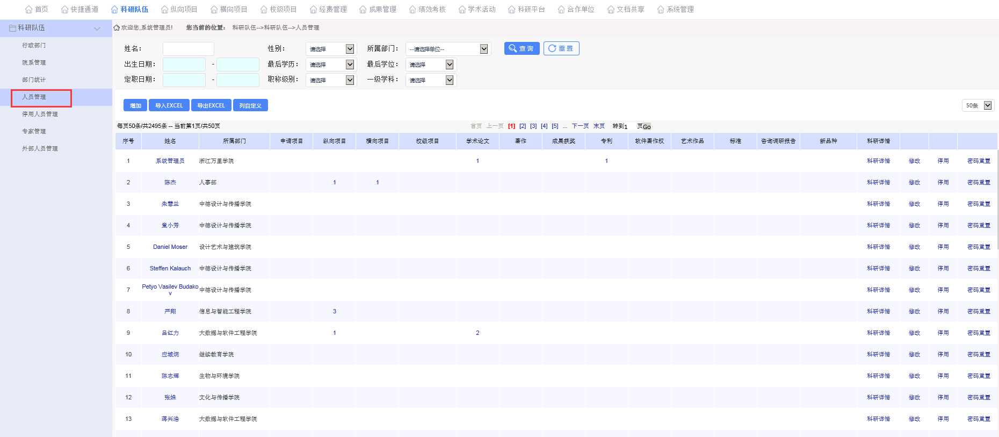 首页 快捷通道 科研队伍 纵向项目 横向项目 校级项目 经费管理 成果管理 绩效考核 学术活动 科研平台 合作单位 文档共享 系统管理
科研队伍
行政部门
院系管理
部门统计
人员管理
停用人员管理
专家管理
外部人员管理
欢迎您,系统管理员! 您当前的位置： 科研队伍-->科研队伍-->人员管理
姓名： 性别： 请选择 所属部门： --请选择单位-- 查询 重置
出生日期： - 最后学历： 请选择 最后学位： 请选择
定职日期： - 职称级别： 请选择 一级学科： 请选择
增加 导入EXCEL 导出EXCEL 列自定义 50条
每页50条/共2495条 -- 当前第1页/共50页 首页 上一页 [1] [2] [3] [4] [5] ... 下一页 末页 转到1 页Go
序号 姓名 所属部门 申请项目 纵向项目 横向项目 校级项目 学术论文 著作 成果获奖 专利 软件著作权 艺术作品 标准 咨询调研报告 新品种 科研详情
1 系统管理员 浙江万里学院 1 1 科研详情 修改 停用 密码重置
2 陈杰 人事部 1 1 科研详情 修改 停用 密码重置
3 朱慧兰 中德设计与传播学院 科研详情 修改 停用 密码重置
4 童小芳 中德设计与传播学院 科研详情 修改 停用 密码重置
5 Daniel Moser 设计艺术与建筑学院 科研详情 修改 停用 密码重置
6 Steffen Kalauch 中德设计与传播学院 科研详情 修改 停用 密码重置
7 Petyo Vasilev Budako
v 中德设计与传播学院 科研详情 修改 停用 密码重置
8 严翔 信息与智能工程学院 3 科研详情 修改 停用 密码重置
9 吕红力 大数据与软件工程学院 1 2 科研详情 修改 停用 密码重置
10 应城炯 继续教育学院 科研详情 修改 停用 密码重置
11 陈志辉 生物与环境学院 科研详情 修改 停用 密码重置
12 张姝 文化与传播学院 科研详情 修改 停用 密码重置
13 蒋兴浩 大数据与软件工程学院 科研详情 修改 停用 密码重置